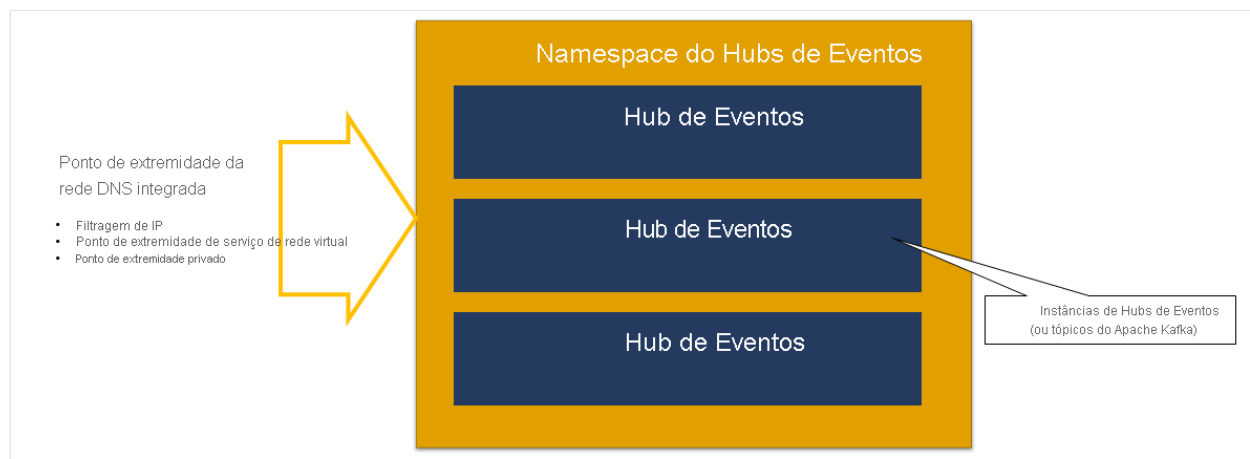 Namespace do Hubs de Eventos
Hub de Eventos
Ponto de extremidade da
rede DNS integrada
• Filtragem de IP
• Ponto de extremidade de serviço de rede virtual
• Ponto de extremidade privado
Hub de Eventos
Instâncias de Hubs de Eventos
(ou tópicos do Apache Kafka)
Hub de Eventos